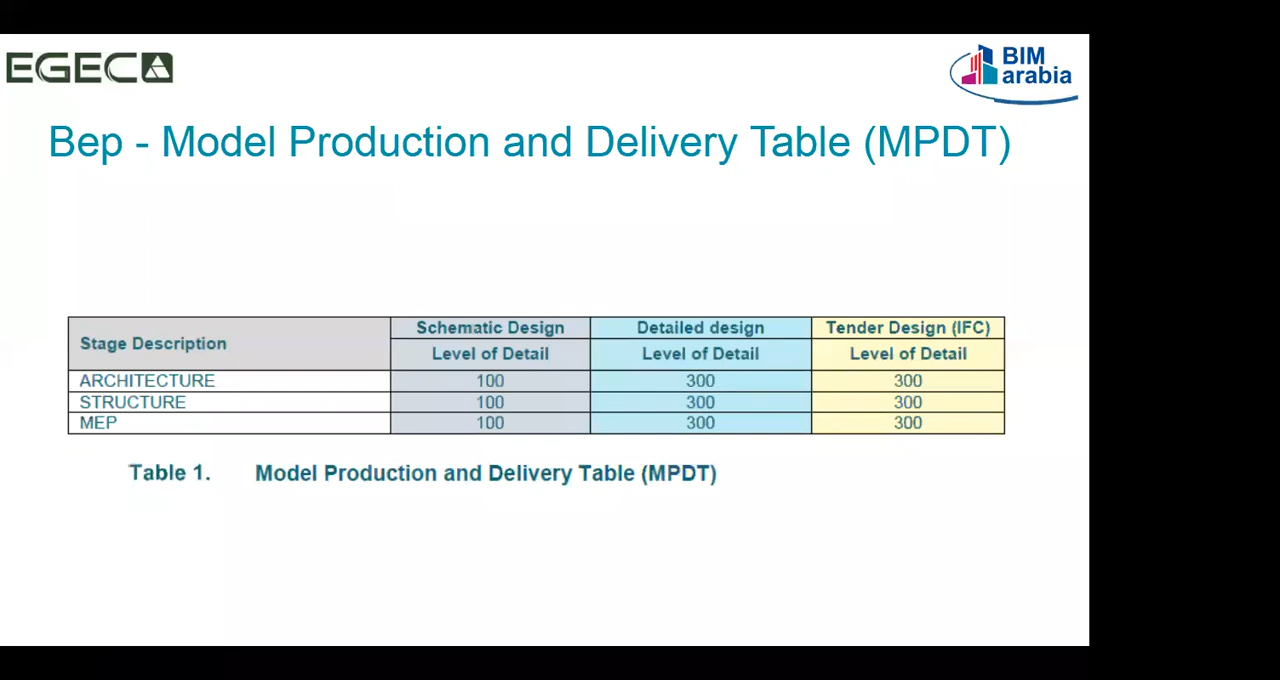 EGEC
BIM
arabia
Bep - Model Production and Delivery Table (MPDT)
Stage Description
Schematic Design
Detailed design
Tender Design (IFC)
Level of Detail
Level of Detail
Level of Detail
ARCHITECTURE 100 300 300
STRUCTURE 100 300 300
MEP 100 300 300
Table 1. Model Production and Delivery Table (MPDT)